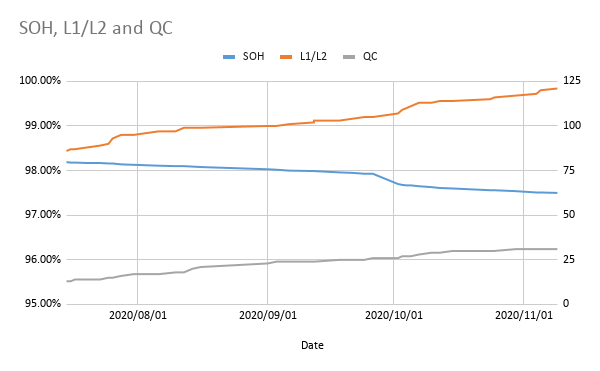 SOH, L1/L2 and QC
SOH L1/L2 QC
100.00% 125
99.00% 100
98.00% 75
97.00% 50
96.00% 25
95.00% 0
2020/08/01 2020/09/01 2020/10/01 2020/11/01
Date